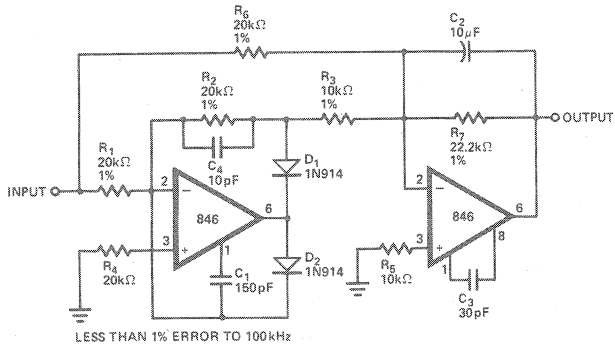 R6
20kΩ
1%
C2
10μF
R2
20kΩ
1%
R3
10kΩ
1%
R7
22.2kΩ
1%
OUTPUT
C4
10pF
D1
1N914
R1
20kΩ
1%
INPUT
2
−
846
6
3
+
1
R4
20kΩ
C1
150pF
D2
1N914
2
−
846
6
8
3
+
1
R5
10kΩ
C3
30pF
LESS THAN 1% ERROR TO 100kHz